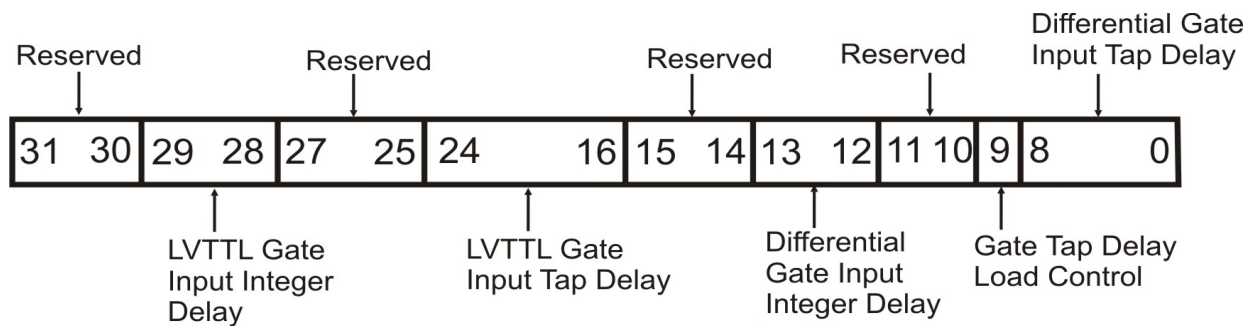 Differential Gate
Input Tap Delay
Reserved
Reserved
Reserved
Reserved
31 30 29 28 27 25 24 16 15 14 13 12 11 10 9 8 0
LVTTL Gate
Input Integer
Delay
LVTTL Gate
Input Tap Delay
Differential
Gate Input
Integer Delay
Gate Tap Delay
Load Control